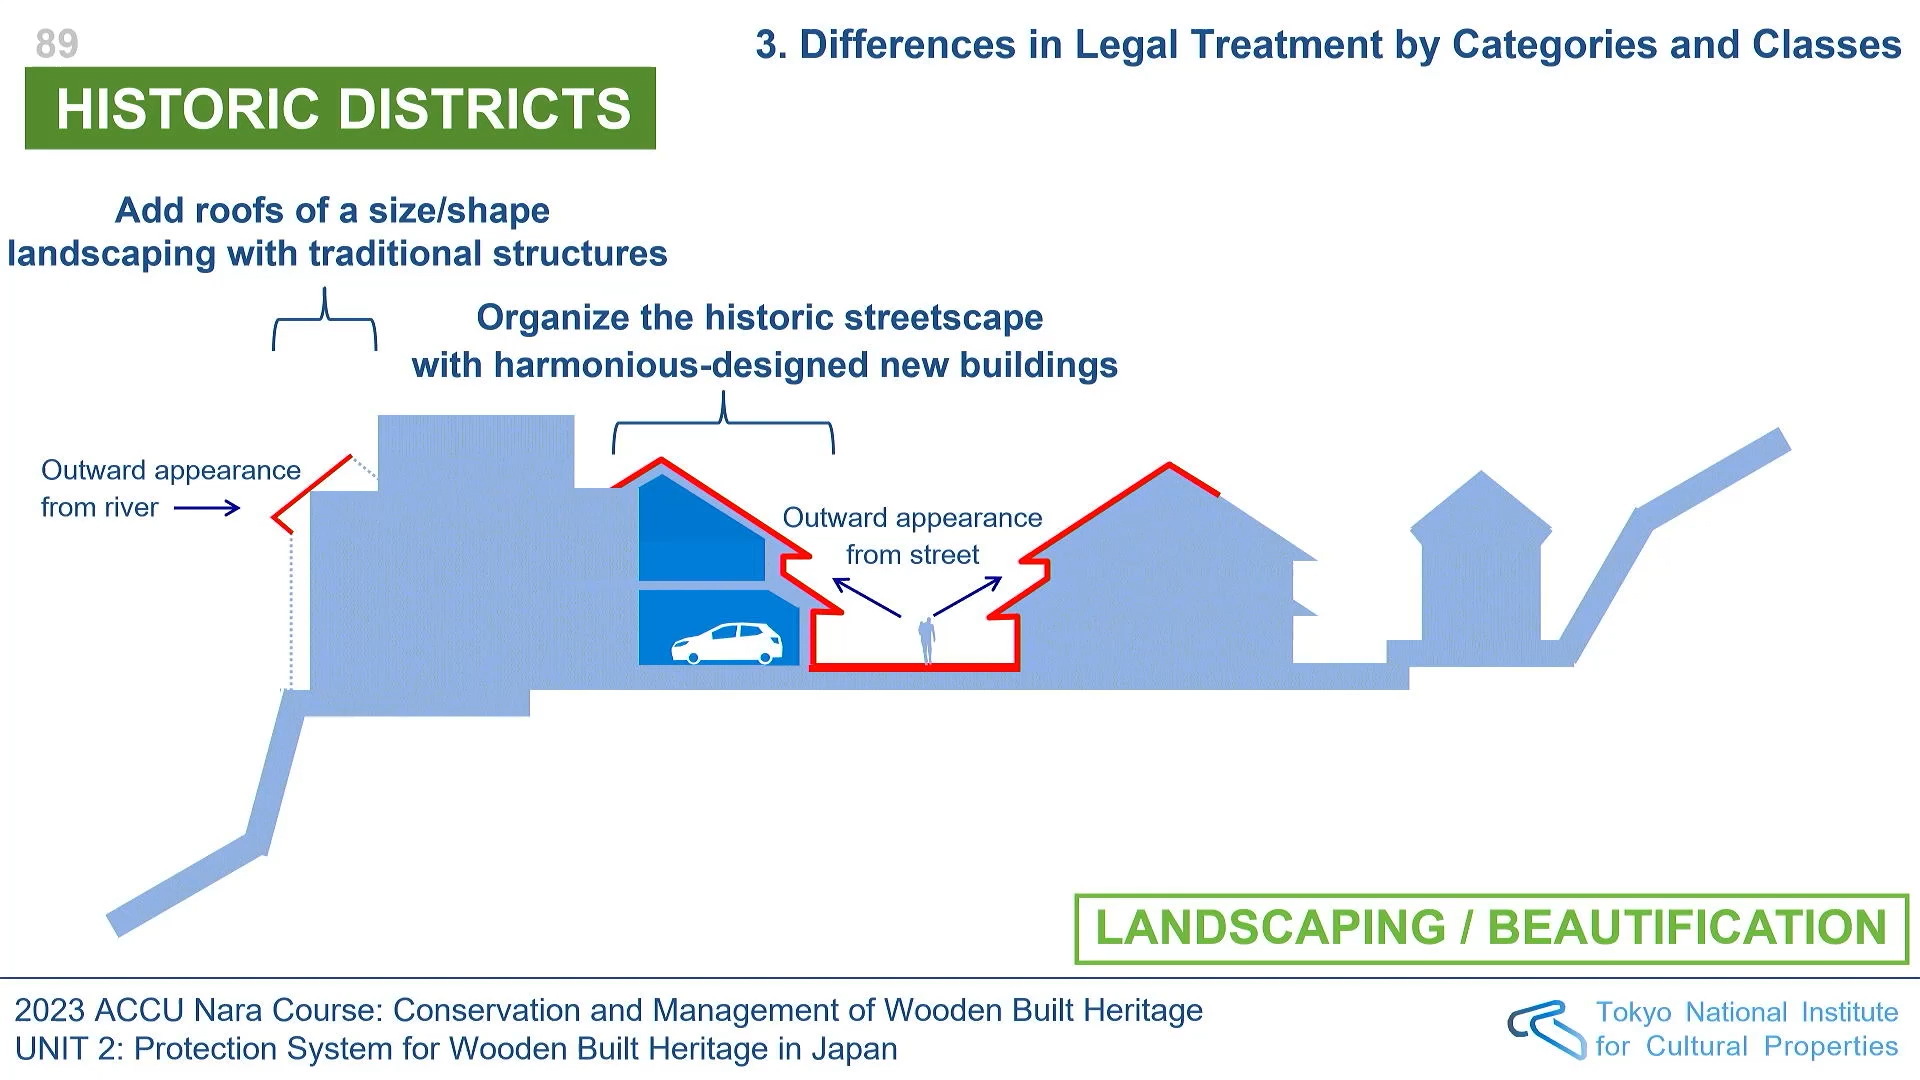 89
3. Differences in Legal Treatment by Categories and Classes
HISTORIC DISTRICTS
Add roofs of a size/shape
landscaping with traditional structures
Organize the historic streetscape
with harmonious-designed new buildings
Outward appearance
from river
Outward appearance
from street
LANDSCAPING / BEAUTIFICATION
2023 ACCU Nara Course: Conservation and Management of Wooden Built Heritage
UNIT 2: Protection System for Wooden Built Heritage in Japan
Tokyo National Institute
for Cultural Properties